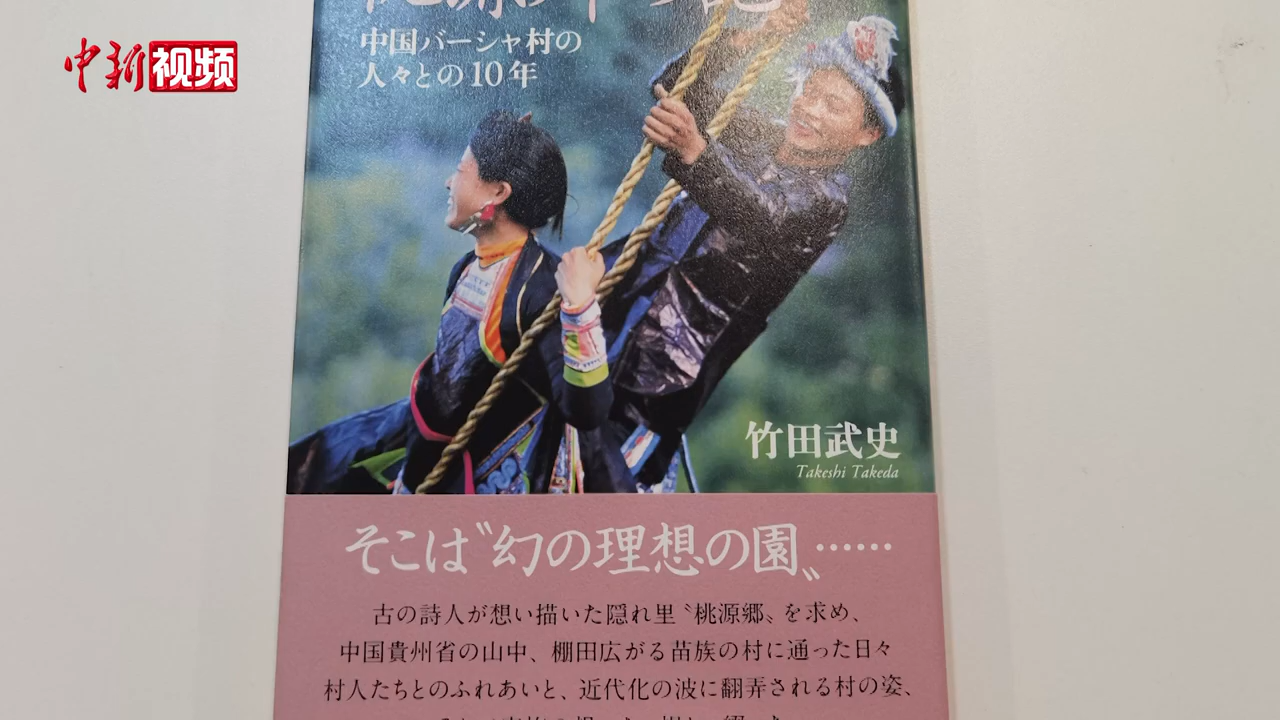 中新视频
中国バーシャ村の
人々との10年
竹田武史
Takeshi Takeda
そこは〝幻の理想の園〟……
古の詩人が想い描いた隠れ里〝桃源郷〟を求め、
中国貴州省の山中、棚田広がる苗族の村に通った日々
村人たちとのふれあいと、近代化の波に翻弄される村の姿、